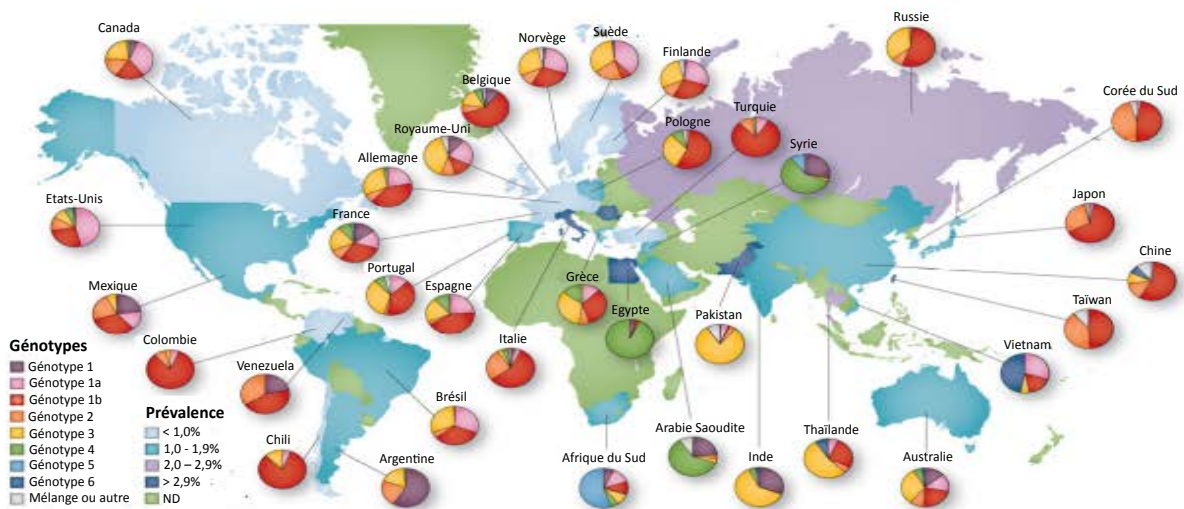 Canada
Norvège
Suède
Finlande
Russie
Belgique
Royaume-Uni
Turquie
Pologne
Syrie
Corée du Sud
Allemagne
Etats-Unis
France
Japon
Chine
Mexique
Portugal
Espagne
Grèce
Egypte
Pakistan
Taïwan
Italie
Vietnam
Colombie
Venezuela
Brésil
Chili
Argentine
Afrique du Sud
Arabie Saoudite
Inde
Thaïlande
Australie
Génotypes
Génotype 1
Génotype 1a
Génotype 1b
Génotype 2
Génotype 3
Génotype 4
Génotype 5
Génotype 6
Mélange ou autre
Prévalence
< 1,0%
1,0 - 1,9%
2,0 – 2,9%
> 2,9%
ND